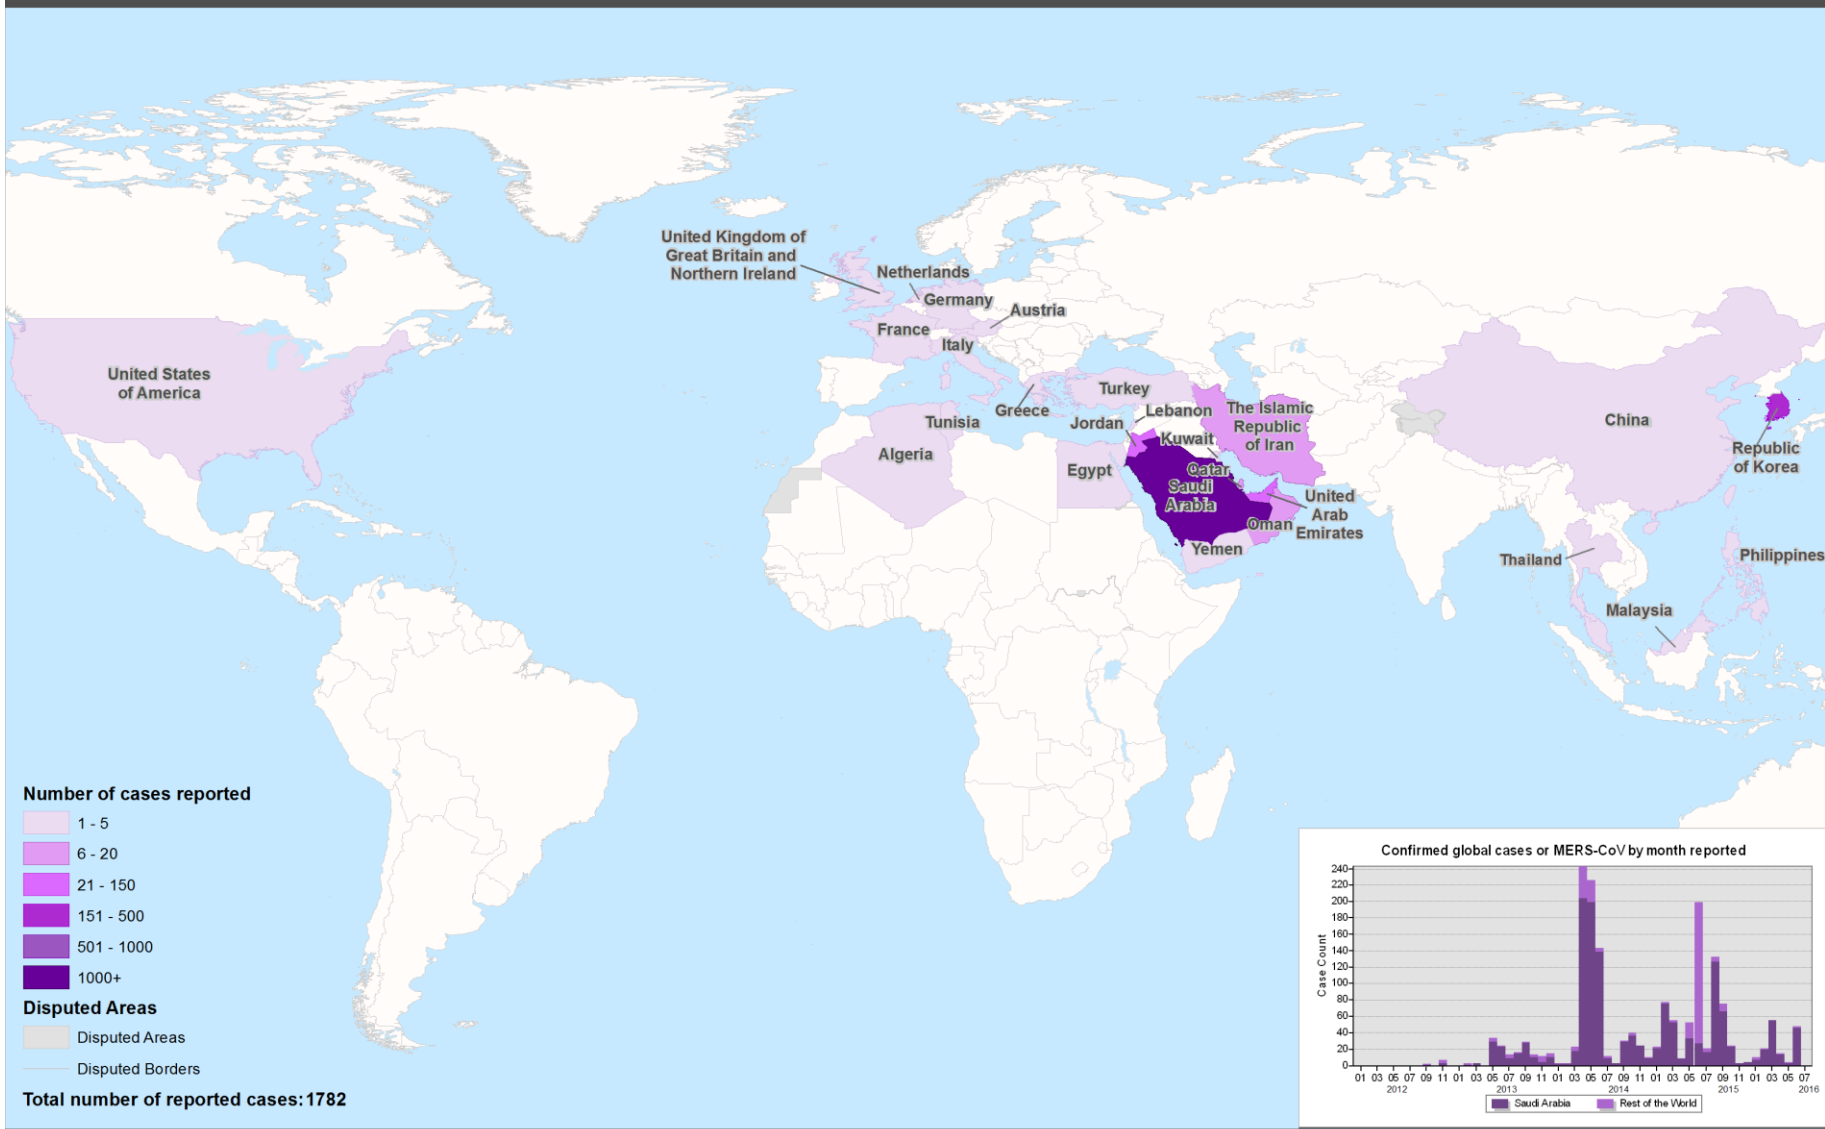 United Kingdom of
Great Britain and
Northern Ireland
Netherlands
Germany
Austria
France
Italy
United States
of America
Turkey
Greece
Lebanon
The Islamic
Republic
of Iran
Tunisia
Jordan
Kuwait
China
Algeria
Egypt
Qatar
Saudi
Arabia
Republic
of Korea
United
Arab
Emirates
Oman
Yemen
Thailand
Philippines
Malaysia
Number of cases reported
1 - 5
6 - 20
21 - 150
151 - 500
501 - 1000
1000+
Disputed Areas
Disputed Areas
Disputed Borders
Total number of reported cases:1782
Confirmed global cases or MERS-CoV by month reported
Case Count
240
220
200
180
160
140
120
100
80
60
40
20
0
01 03 05 07 09 11 01 03 05 07 09 11 01 03 05 07 09 11 01 03 05 07 09 11 01 03 05 07
2012 2013 2014 2015 2016
Saudi Arabia Rest of the World